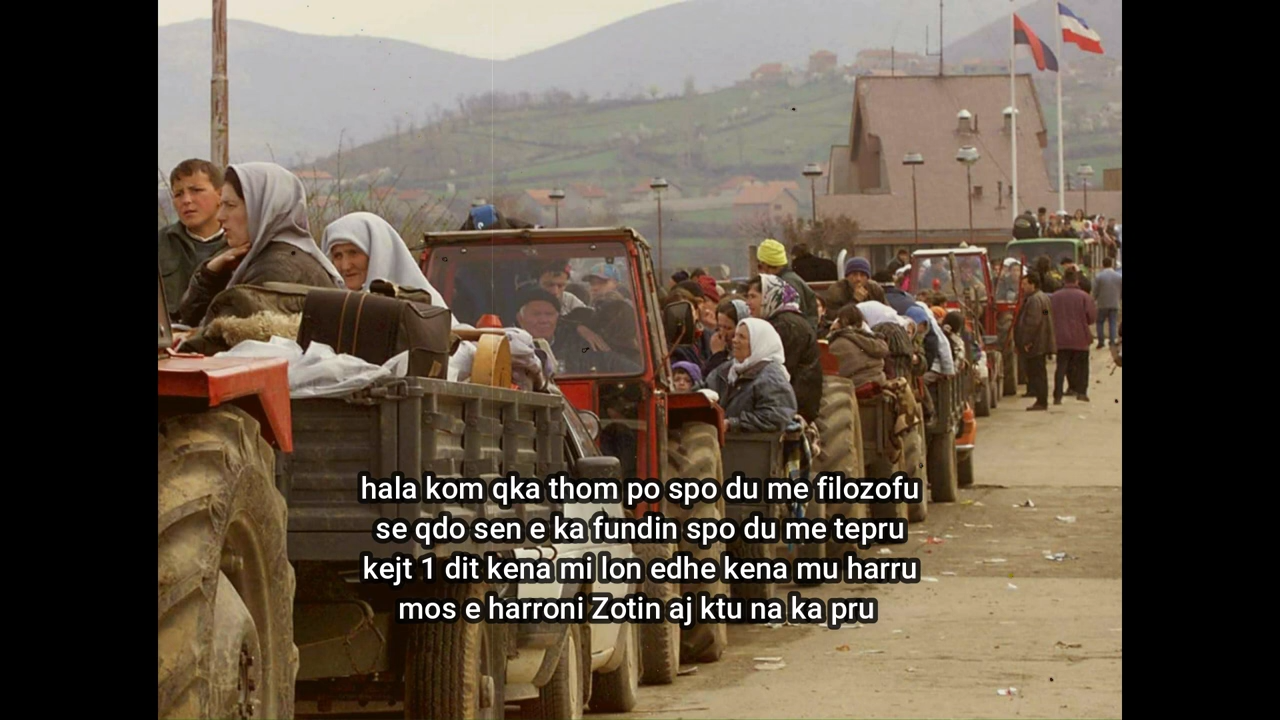 hala kom qka thom po spo du me filozofu
se qdo sen e ka fundin spo du me tepru
kejt 1 dit kena mi lon edhe kena mu harru
mos e harroni Zotin aj ktu na ka pru